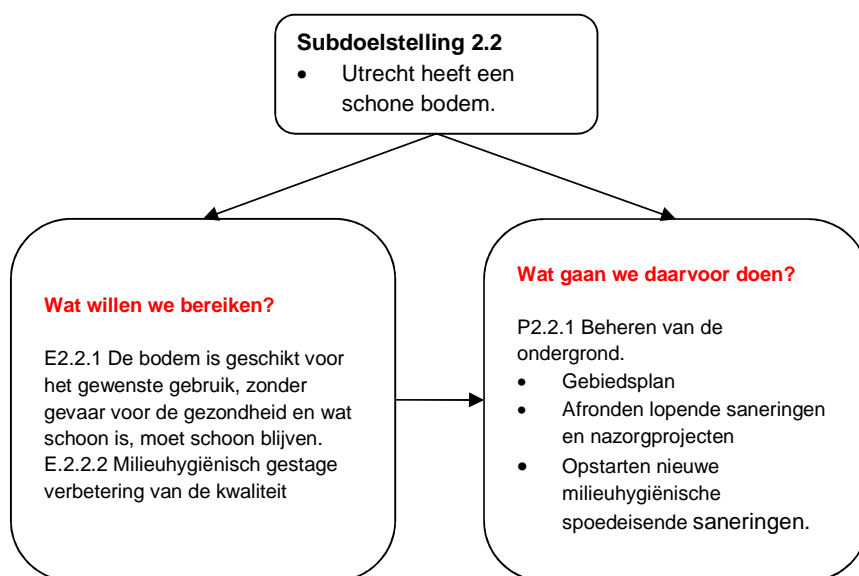 Subdoelstelling 2.2
• Utrecht heeft een
schone bodem.
Wat willen we bereiken?
E2.2.1 De bodem is geschikt voor
het gewenste gebruik, zonder
gevaar voor de gezondheid en wat
schoon is, moet schoon blijven.
E.2.2.2 Milieuhygiënisch gestage
verbetering van de kwaliteit
Wat gaan we daarvoor doen?
P2.2.1 Beheren van de
ondergrond.
• Gebiedsplan
• Afronden lopende saneringen
en nazorgprojecten
• Opstarten nieuwe
milieuhygiënische
spoedeisende saneringen.